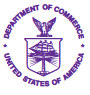 DEPARTMENT OF COMMERCE
UNITED STATES OF AMERICA